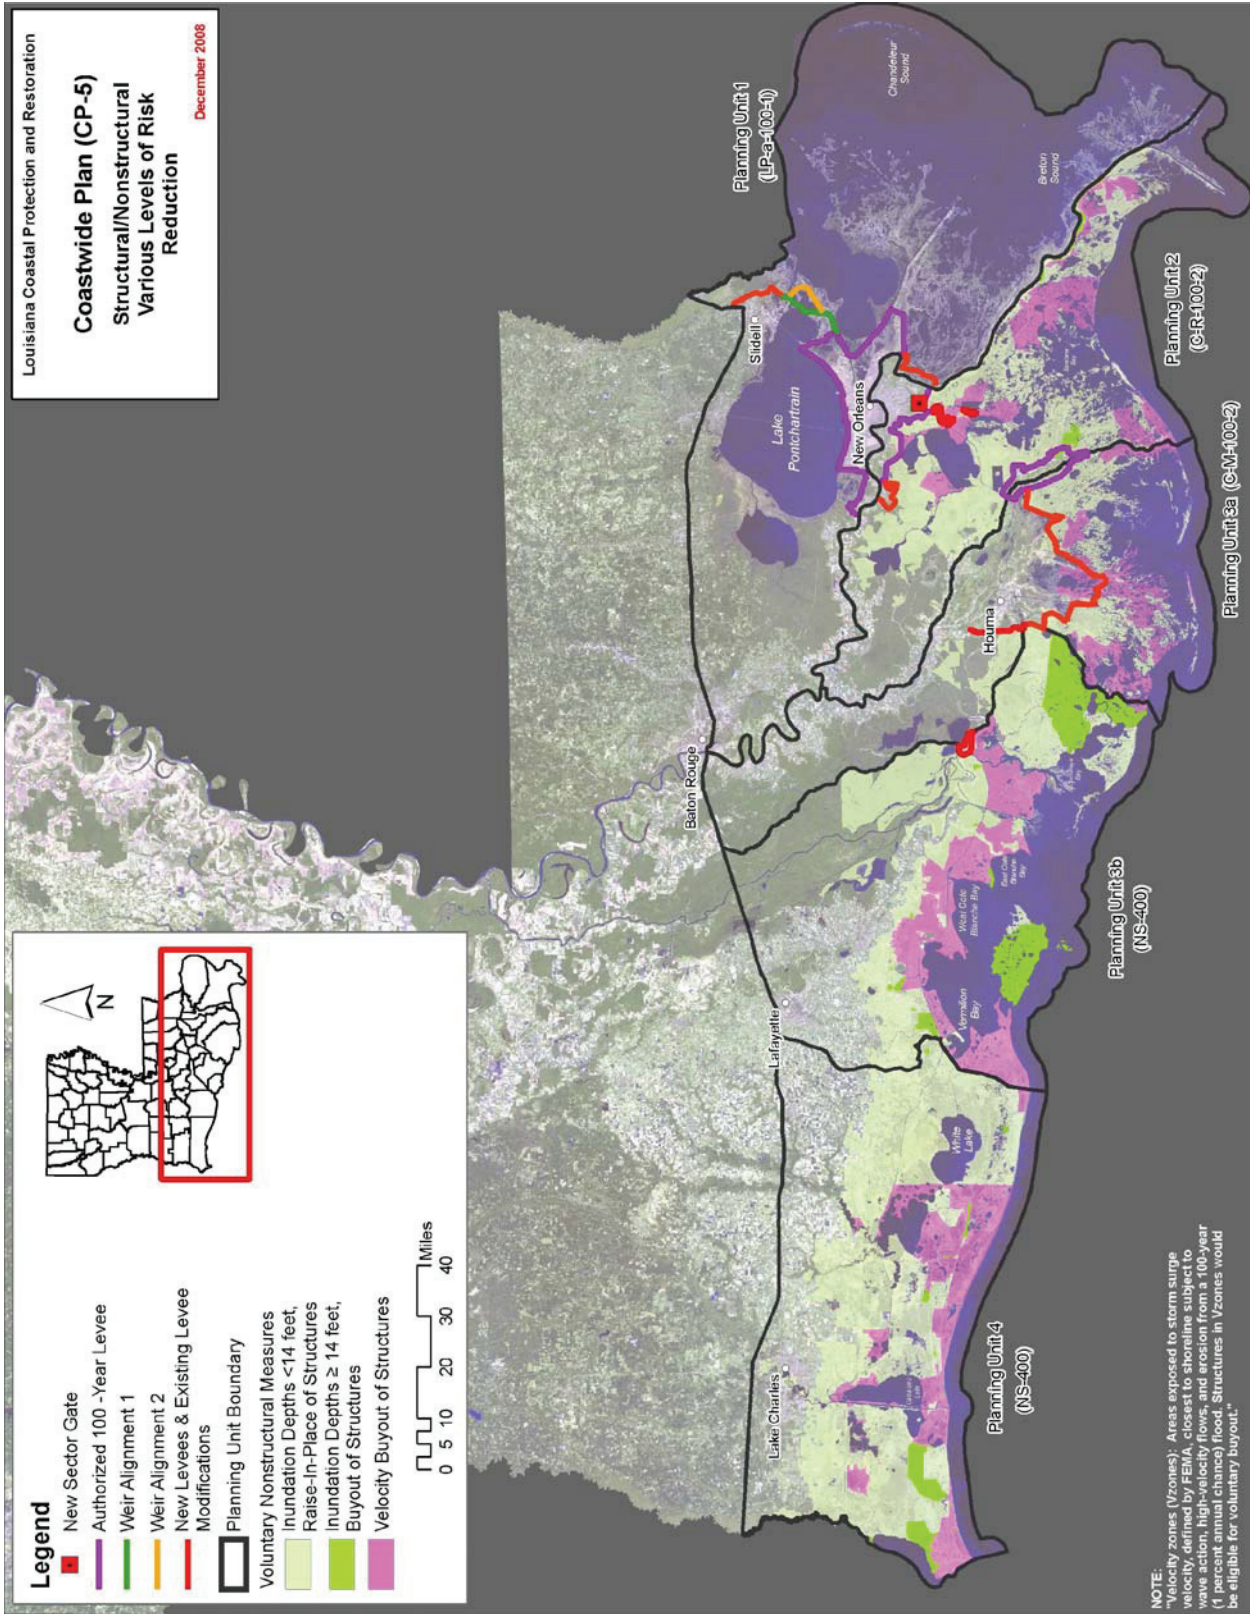 Louisiana Coastal Protection and Restoration
Coastwide Plan (CP-5)
Structural/Nonstructural
Various Levels of Risk
Reduction
December 2008
Legend
New Sector Gate
Authorized 100 -Year Levee
Weir Alignment 1
Weir Alignment 2
New Levees & Existing Levee
Modifications
Planning Unit Boundary
Voluntary Nonstructural Measures
Inundation Depths <14 feet,
Raise-In-Place of Structures
Inundation Depths ≥ 14 feet,
Buyout of Structures
Velocity Buyout of Structures
N
0 5 10 20 30 40
Miles
Planning Unit 1
(LP-a-100-1)
Chandeleur
Sound
Breton
Sound
Slidell
Lake
Pontchartrain
New Orleans
Planning Unit 2
(C-R-100-2)
Planning Unit 3a (C-M-100-2)
Houma
Baton Rouge
Planning Unit 3b
(NS-400)
West Cote
Blanche Bay
East Cote
Blanche
Bay
Vermilion
Bay
Lafayette
White
Lake
Lake Charles
Planning Unit 4
(NS-400)
NOTE:
"Velocity zones (Vzones): Areas exposed to storm surge
velocity, defined by FEMA, closest to shoreline subject to
wave action, high-velocity flows, and erosion from a 100-year
(1 percent annual chance) flood. Structures in Vzones would
be eligible for voluntary buyout."